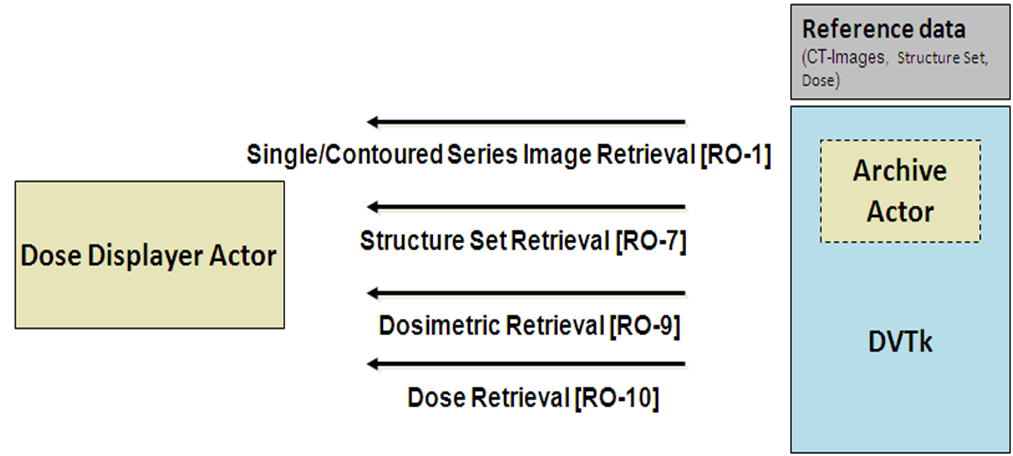 Reference data
(CT-Images, Structure Set,
Dose)
Single/Contoured Series Image Retrieval [RO-1]
Archive
Actor
Dose Displayer Actor
Structure Set Retrieval [RO-7]
Dosimetric Retrieval [RO-9]
DVTk
Dose Retrieval [RO-10]